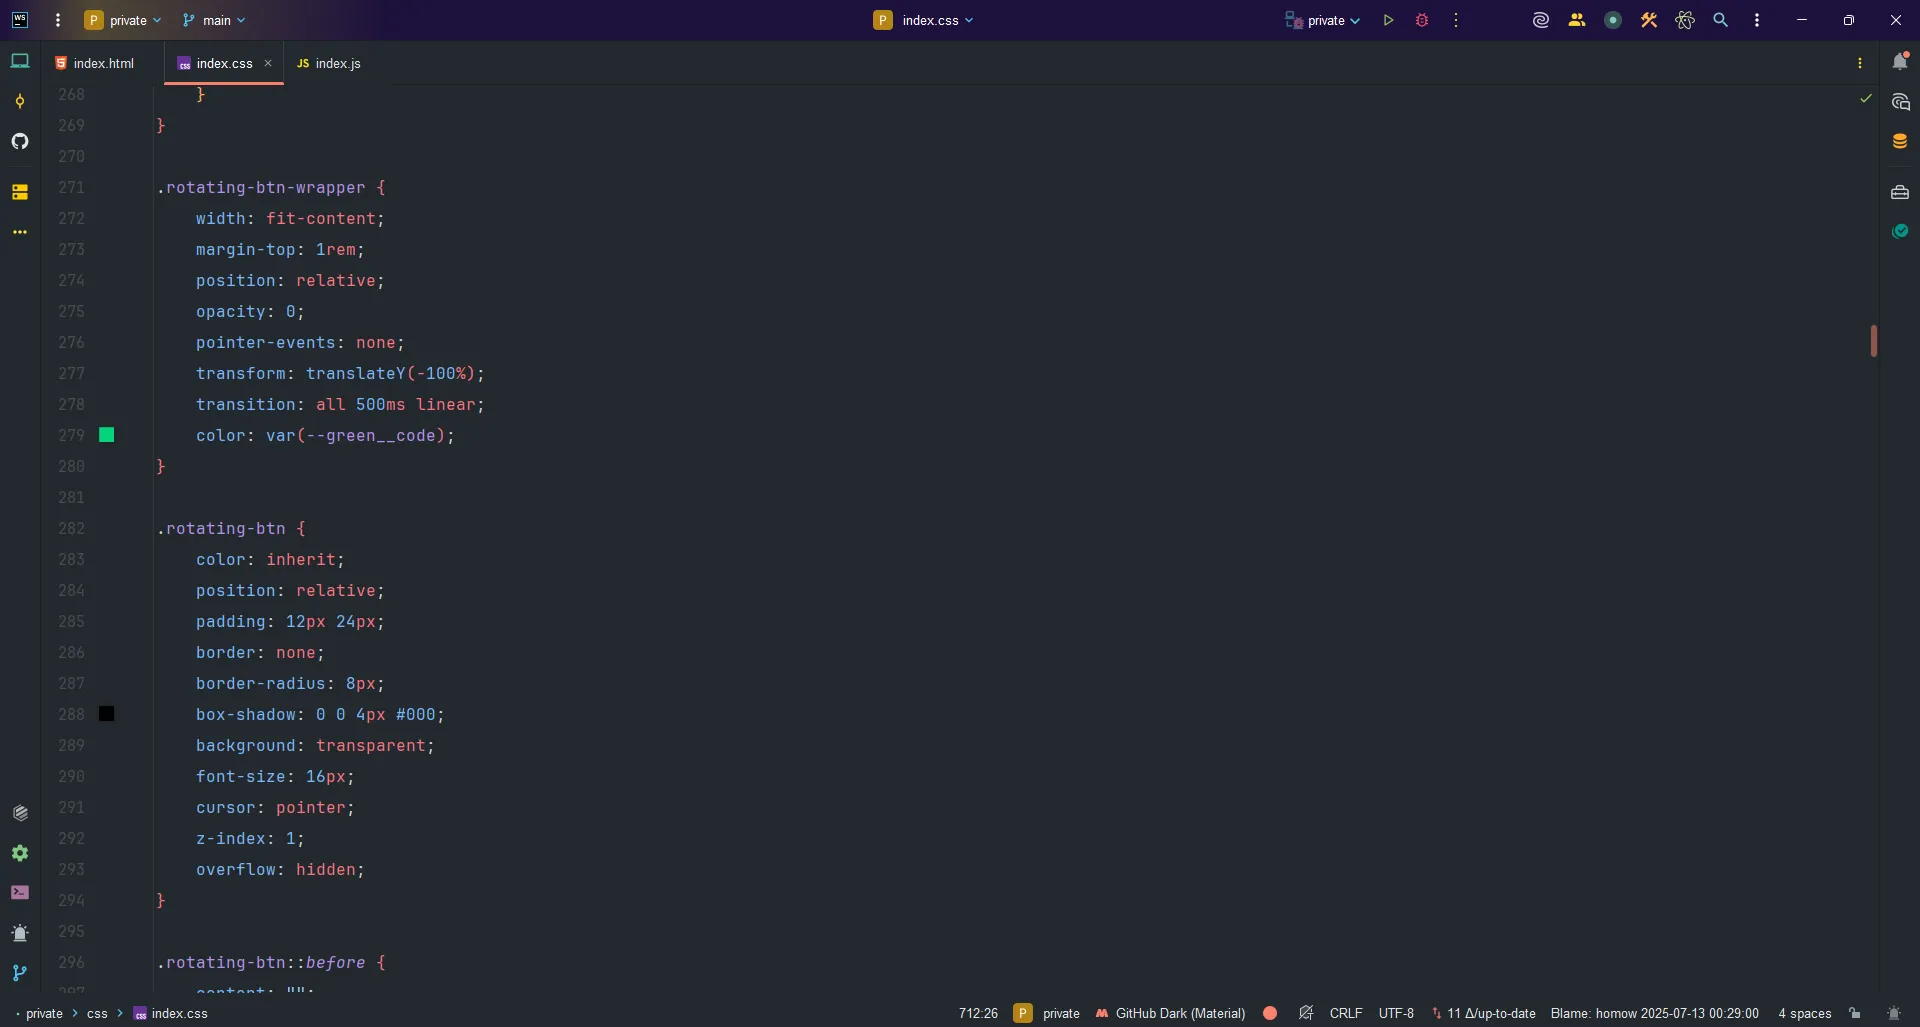 WS
P private
main
P index.css
private
index.html
css index.css ×
JS index.js
268 }
269 }
270
271 .rotating-btn-wrapper {
272 width: fit-content;
273 margin-top: 1rem;
274 position: relative;
275 opacity: 0;
276 pointer-events: none;
277 transform: translateY(-100%);
278 transition: all 500ms linear;
279 color: var(--green__code);
280 }
281
282 .rotating-btn {
283 color: inherit;
284 position: relative;
285 padding: 12px 24px;
286 border: none;
287 border-radius: 8px;
288 box-shadow: 0 0 4px #000;
289 background: transparent;
290 font-size: 16px;
291 cursor: pointer;
292 z-index: 1;
293 overflow: hidden;
294 }
295
296 .rotating-btn::before {
297 content: "";
private > css > css index.css 712:26 P private GitHub Dark (Material) CRLF UTF-8 11 Δ/up-to-date Blame: homow 2025-07-13 00:29:00 4 spaces